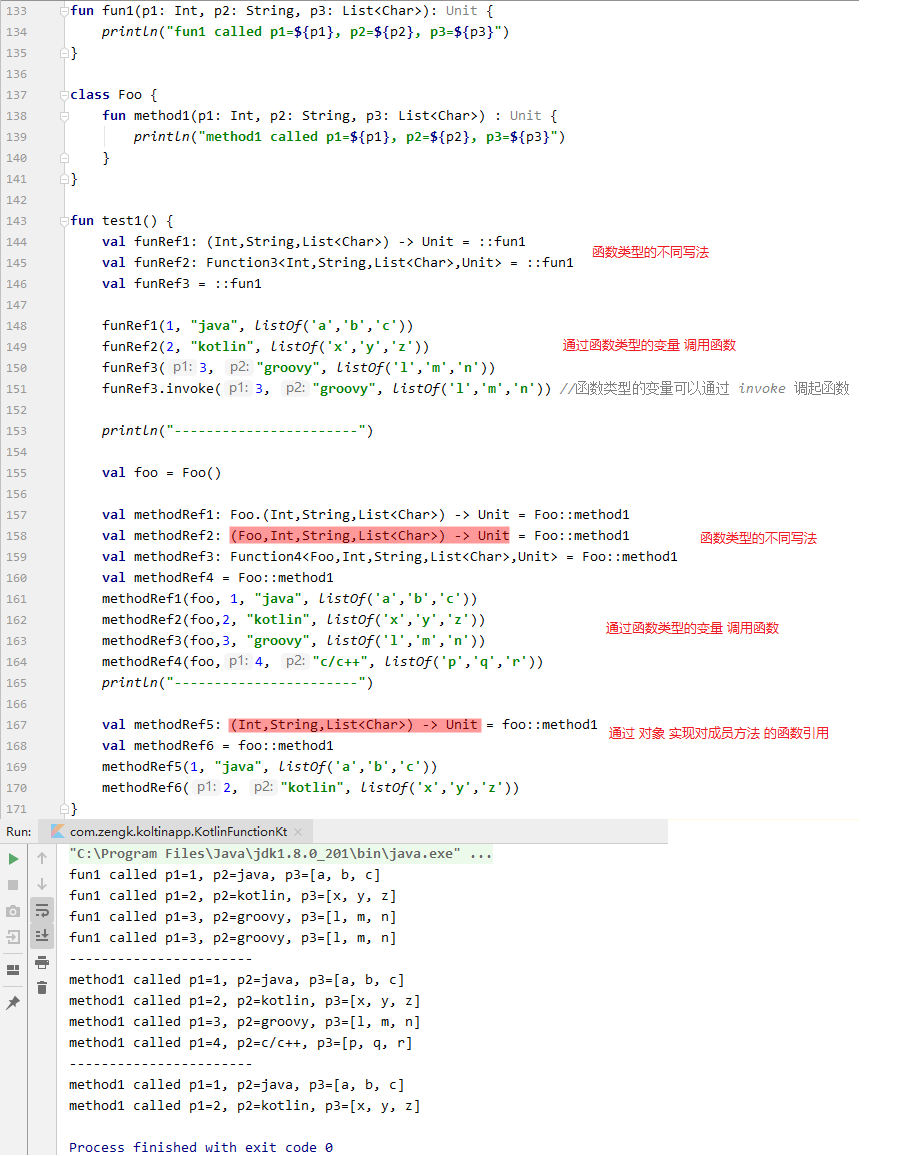 133 fun fun1(p1: Int, p2: String, p3: List<Char>): Unit {
134     println("fun1 called p1=${p1}, p2=${p2}, p3=${p3}")
135 }
136
137 class Foo {
138     fun method1(p1: Int, p2: String, p3: List<Char>) : Unit {
139         println("method1 called p1=${p1}, p2=${p2}, p3=${p3}")
140     }
141 }
142
143 fun test1() {
144     val funRef1: (Int,String,List<Char>) -> Unit = ::fun1
函数类型的不同写法
145     val funRef2: Function3<Int,String,List<Char>,Unit> = ::fun1
146     val funRef3 = ::fun1
147
148     funRef1(1, "java", listOf('a','b','c'))
149     funRef2(2, "kotlin", listOf('x','y','z')) 通过函数类型的变量 调用函数
150     funRef3( p1: 3, p2: "groovy", listOf('l','m','n'))
151     funRef3.invoke( p1: 3, p2: "groovy", listOf('l','m','n')) //函数类型的变量可以通过 invoke 调起函数
152
153     println("-----------------------")
154
155     val foo = Foo()
156
157     val methodRef1: Foo.(Int,String,List<Char>) -> Unit = Foo::method1
158     val methodRef2: (Foo,Int,String,List<Char>) -> Unit = Foo::method1 函数类型的不同写法
159     val methodRef3: Function4<Foo,Int,String,List<Char>,Unit> = Foo::method1
160     val methodRef4 = Foo::method1
161     methodRef1(foo, 1, "java", listOf('a','b','c'))
162     methodRef2(foo,2, "kotlin", listOf('x','y','z'))
通过函数类型的变量 调用函数
163     methodRef3(foo,3, "groovy", listOf('l','m','n'))
164     methodRef4(foo, p1: 4, p2: "c/c++", listOf('p','q','r'))
165     println("-----------------------")
166
167     val methodRef5: (Int,String,List<Char>) -> Unit = foo::method1 通过 对象 实现对成员方法 的函数引用
168     val methodRef6 = foo::method1
169     methodRef5(1, "java", listOf('a','b','c'))
170     methodRef6( p1: 2, p2: "kotlin", listOf('x','y','z'))
171 }
Run: com.zengk.koltinapp.KotlinFunctionKt ×
"C:\Program Files\Java\jdk1.8.0_201\bin\java.exe" ...
fun1 called p1=1, p2=java, p3=[a, b, c]
fun1 called p1=2, p2=kotlin, p3=[x, y, z]
fun1 called p1=3, p2=groovy, p3=[l, m, n]
fun1 called p1=3, p2=groovy, p3=[l, m, n]
-----------------------
method1 called p1=1, p2=java, p3=[a, b, c]
method1 called p1=2, p2=kotlin, p3=[x, y, z]
method1 called p1=3, p2=groovy, p3=[l, m, n]
method1 called p1=4, p2=c/c++, p3=[p, q, r]
-----------------------
method1 called p1=1, p2=java, p3=[a, b, c]
method1 called p1=2, p2=kotlin, p3=[x, y, z]
Process finished with exit code 0